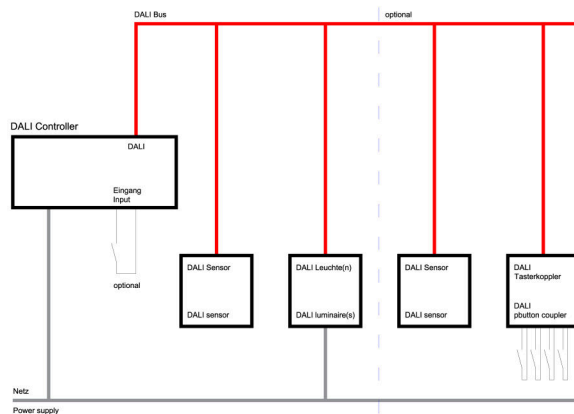 DALI Bus
optional
DALI Controller
DALI
Eingang
Input
optional
DALI Sensor
DALI sensor
DALI Leuchte(n)
DALI luminaire(s)
DALI Sensor
DALI sensor
DALI
Tasterkoppler
DALI
pbutton coupler
Netz
Power supply